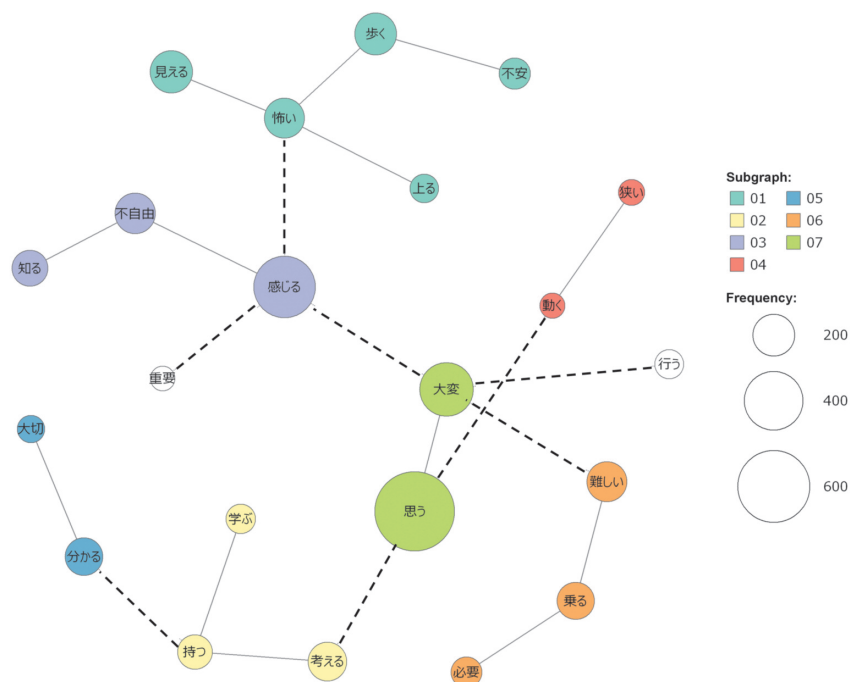 歩く
見える
不安
怖い
上る
狭い
不自由
知る
感じる
動く
重要
行う
大変
大切
難しい
思う
学ぶ
分かる
乗る
持つ
考える
必要
Subgraph:
01 05
02 06
03 07
04
Frequency:
200
400
600